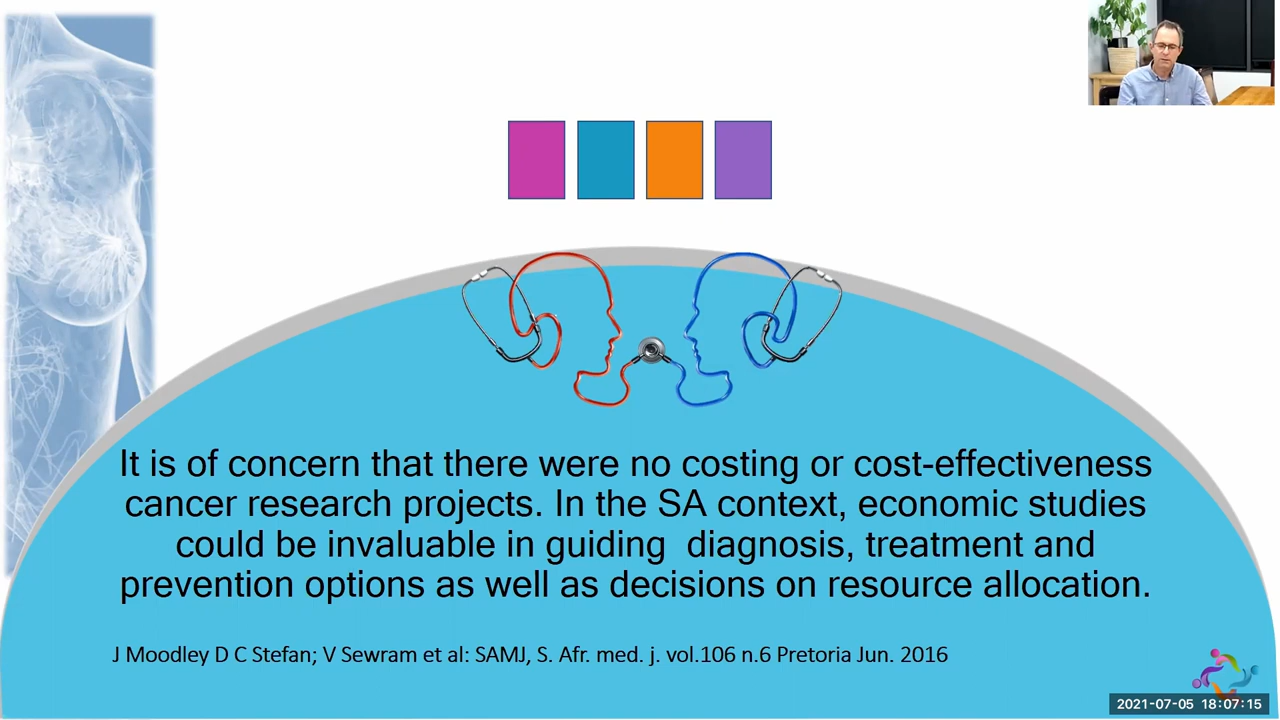 It is of concern that there were no costing or cost-effectiveness
cancer research projects. In the SA context, economic studies
could be invaluable in guiding  diagnosis, treatment and
prevention options as well as decisions on resource allocation.
J Moodley D C Stefan; V Sewram et al: SAMJ, S. Afr. med. j. vol.106 n.6 Pretoria Jun. 2016
2021-07-05 18:07:15